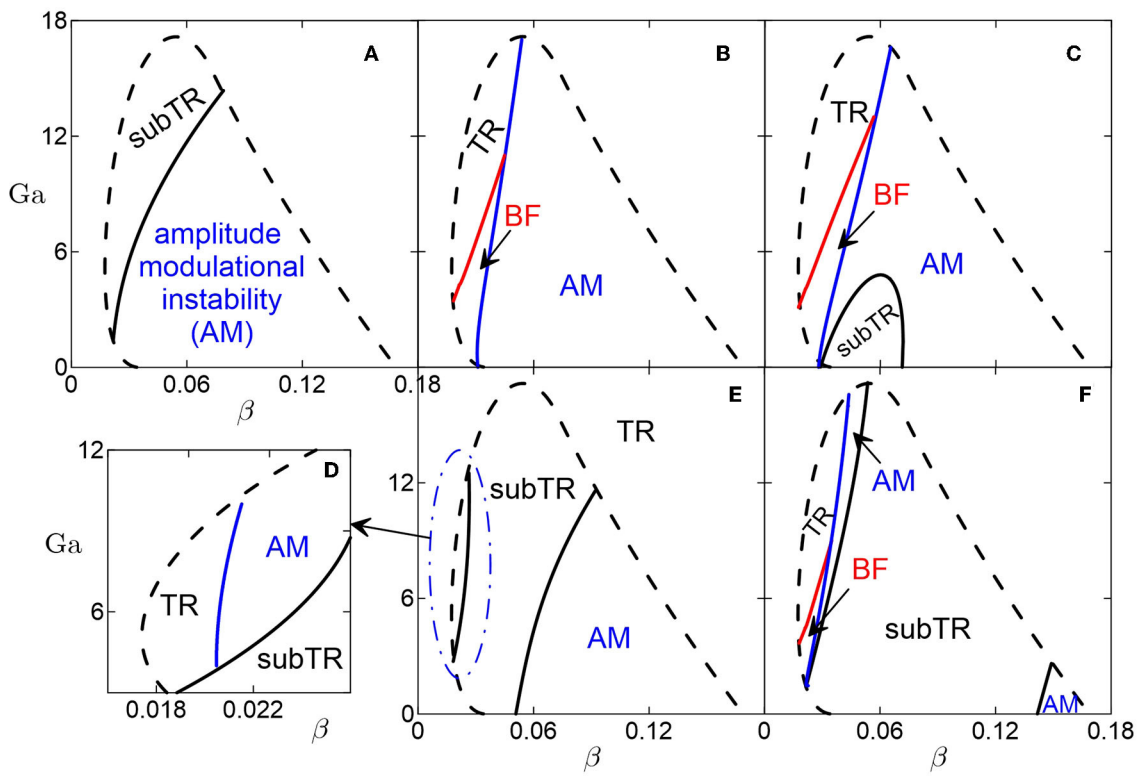 18
A
B
C
subTR
TR
TR
12
Ga
BF
BF
6
amplitude
modulational
instability
(AM)
AM
AM
subTR
0
0
0.06
0.12
0.18
β
E
F
TR
12
D
AM
subTR
12
TR
Ga
AM
BF
TR
6
6
subTR
AM
subTR
AM
0.018
0.022
β
0
0
0.06
0.12
0
0.06
0.12
0.18
β
β